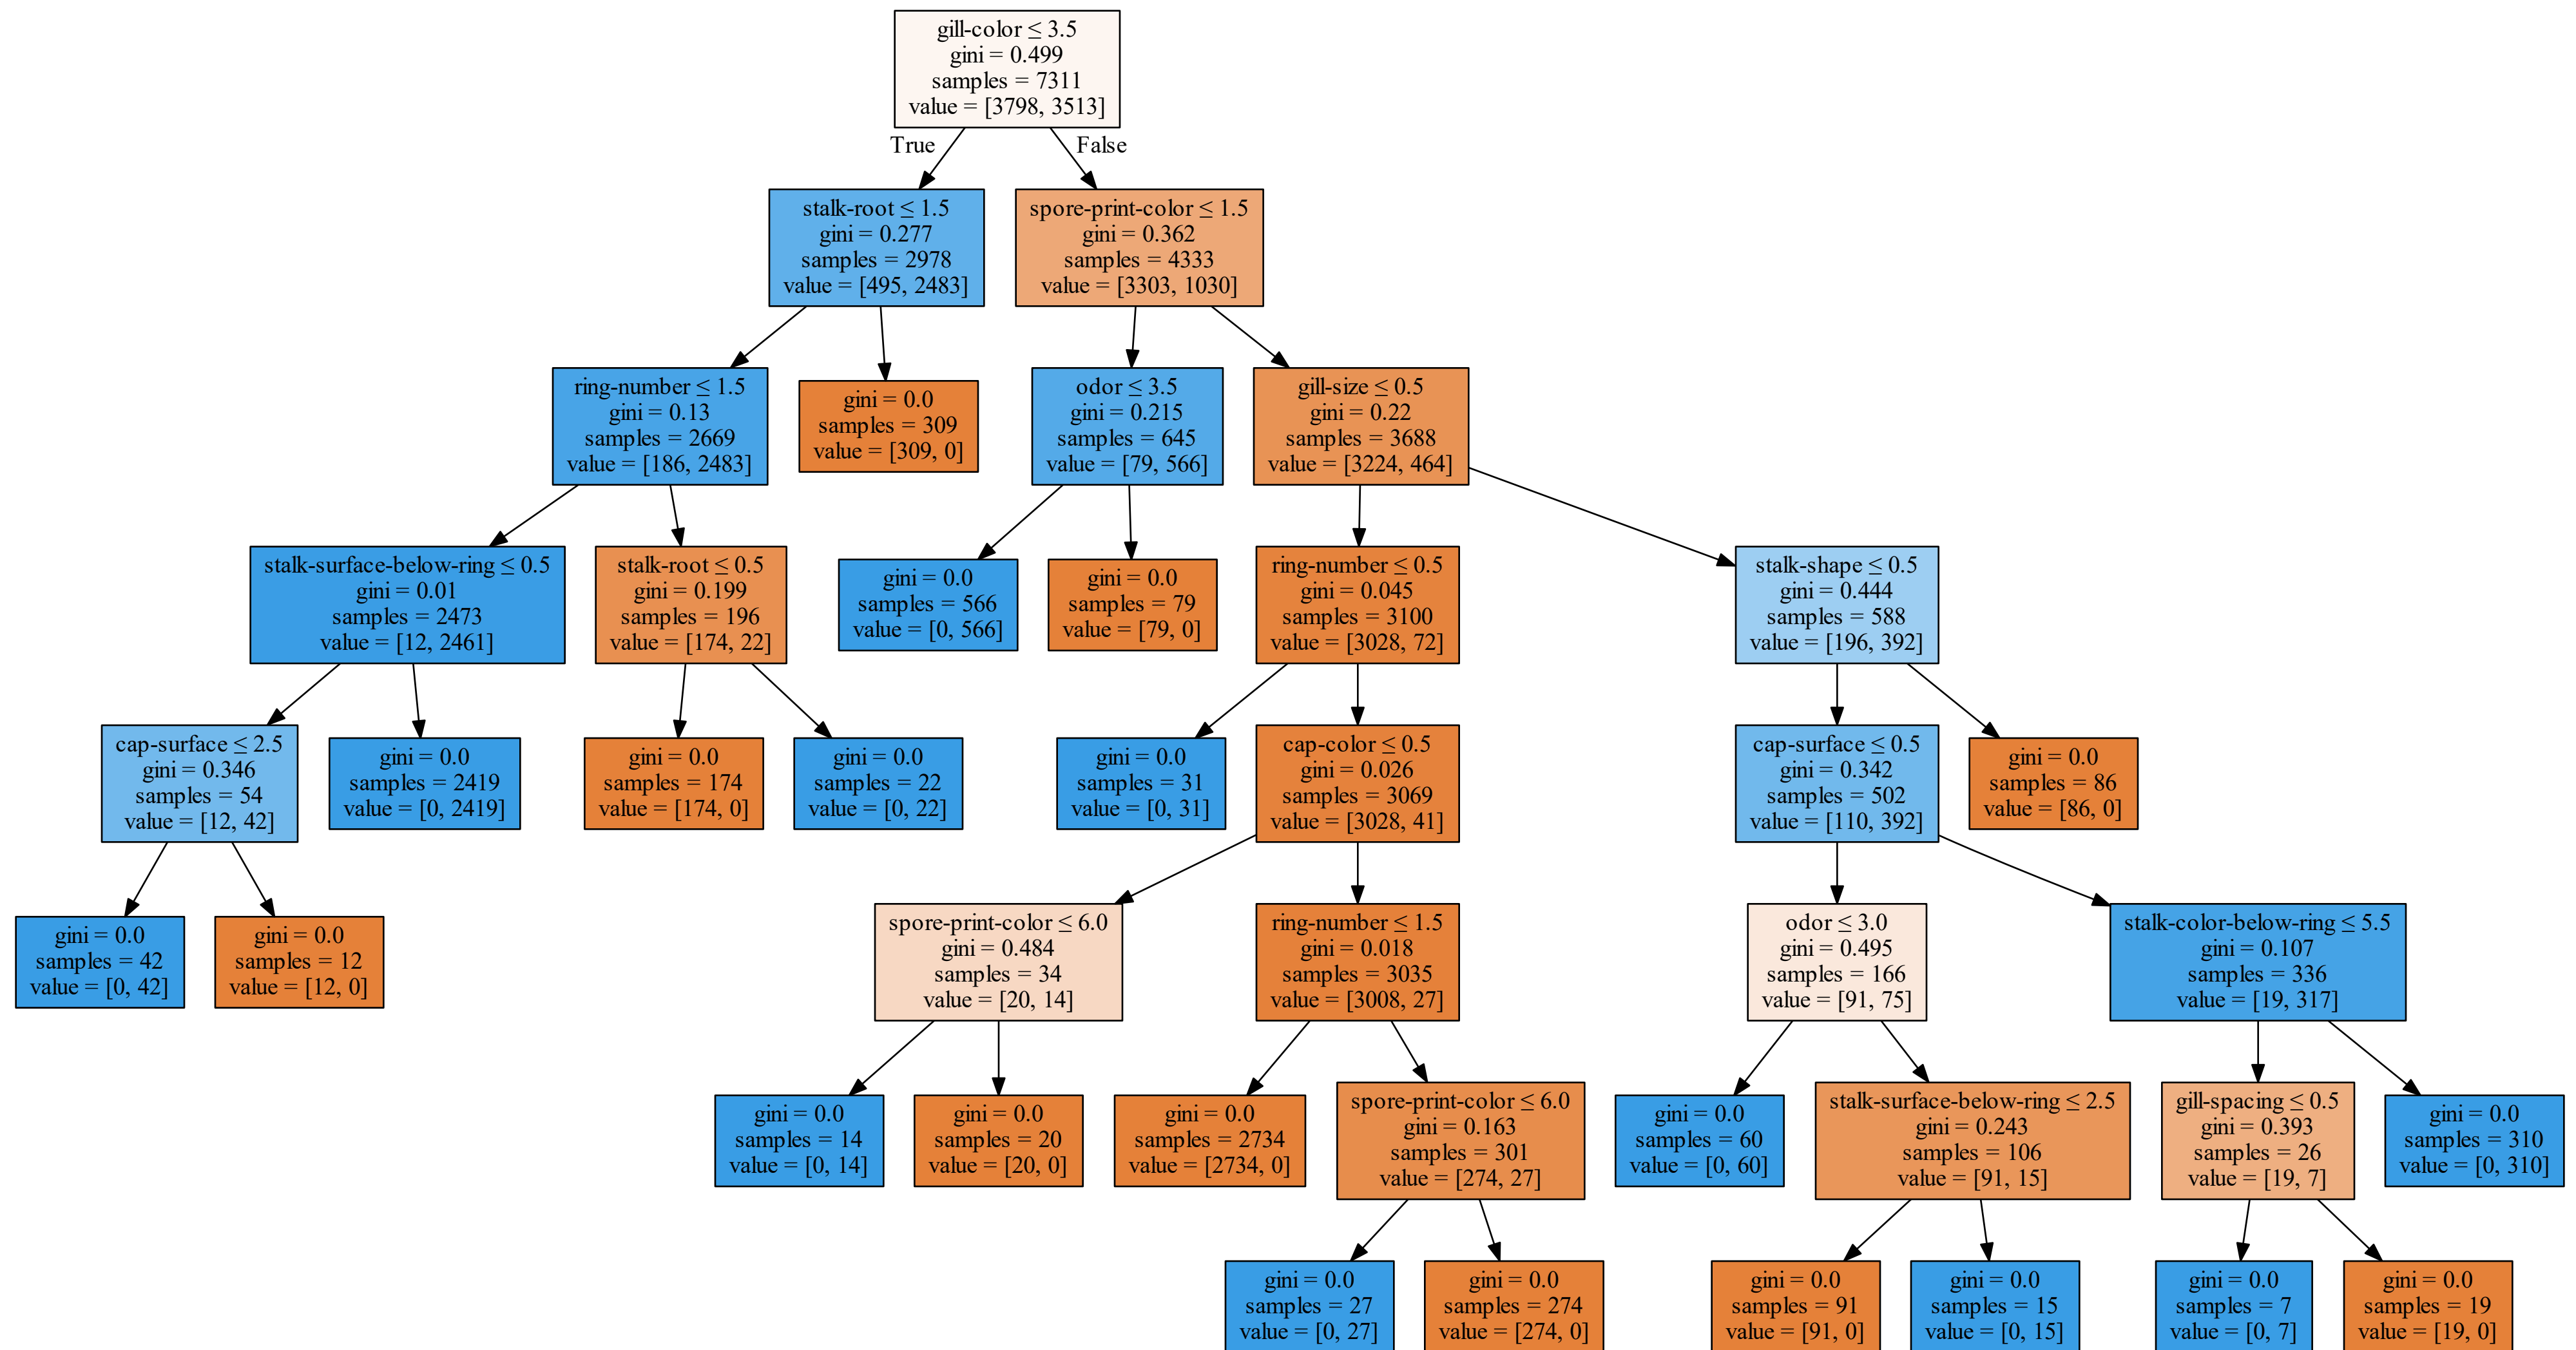 gill-color ≤ 3.5
gini = 0.499
samples = 7311
value = [3798, 3513]
True
False
stalk-root ≤ 1.5
gini = 0.277
samples = 2978
value = [495, 2483]
spore-print-color ≤ 1.5
gini = 0.362
samples = 4333
value = [3303, 1030]
ring-number ≤ 1.5
gini = 0.13
samples = 2669
value = [186, 2483]
gini = 0.0
samples = 309
value = [309, 0]
odor ≤ 3.5
gini = 0.215
samples = 645
value = [79, 566]
gill-size ≤ 0.5
gini = 0.22
samples = 3688
value = [3224, 464]
stalk-surface-below-ring ≤ 0.5
gini = 0.01
samples = 2473
value = [12, 2461]
stalk-root ≤ 0.5
gini = 0.199
samples = 196
value = [174, 22]
gini = 0.0
samples = 566
value = [0, 566]
gini = 0.0
samples = 79
value = [79, 0]
ring-number ≤ 0.5
gini = 0.045
samples = 3100
value = [3028, 72]
stalk-shape ≤ 0.5
gini = 0.444
samples = 588
value = [196, 392]
cap-surface ≤ 2.5
gini = 0.346
samples = 54
value = [12, 42]
gini = 0.0
samples = 2419
value = [0, 2419]
gini = 0.0
samples = 174
value = [174, 0]
gini = 0.0
samples = 22
value = [0, 22]
gini = 0.0
samples = 31
value = [0, 31]
cap-color ≤ 0.5
gini = 0.026
samples = 3069
value = [3028, 41]
cap-surface ≤ 0.5
gini = 0.342
samples = 502
value = [110, 392]
gini = 0.0
samples = 86
value = [86, 0]
gini = 0.0
samples = 42
value = [0, 42]
gini = 0.0
samples = 12
value = [12, 0]
spore-print-color ≤ 6.0
gini = 0.484
samples = 34
value = [20, 14]
ring-number ≤ 1.5
gini = 0.018
samples = 3035
value = [3008, 27]
odor ≤ 3.0
gini = 0.495
samples = 166
value = [91, 75]
stalk-color-below-ring ≤ 5.5
gini = 0.107
samples = 336
value = [19, 317]
gini = 0.0
samples = 14
value = [0, 14]
gini = 0.0
samples = 20
value = [20, 0]
gini = 0.0
samples = 2734
value = [2734, 0]
spore-print-color ≤ 6.0
gini = 0.163
samples = 301
value = [274, 27]
gini = 0.0
samples = 60
value = [0, 60]
stalk-surface-below-ring ≤ 2.5
gini = 0.243
samples = 106
value = [91, 15]
gill-spacing ≤ 0.5
gini = 0.393
samples = 26
value = [19, 7]
gini = 0.0
samples = 310
value = [0, 310]
gini = 0.0
samples = 27
value = [0, 27]
gini = 0.0
samples = 274
value = [274, 0]
gini = 0.0
samples = 91
value = [91, 0]
gini = 0.0
samples = 15
value = [0, 15]
gini = 0.0
samples = 7
value = [0, 7]
gini = 0.0
samples = 19
value = [19, 0]